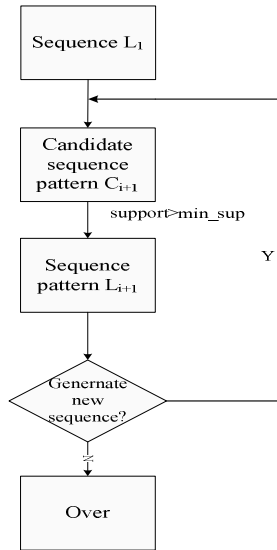 Sequence L₁
Candidate
sequence
pattern Cᵢ₊₁
support>min_sup
Sequence
pattern Lᵢ₊₁
Y
Genernate
new
sequence?
N
Over